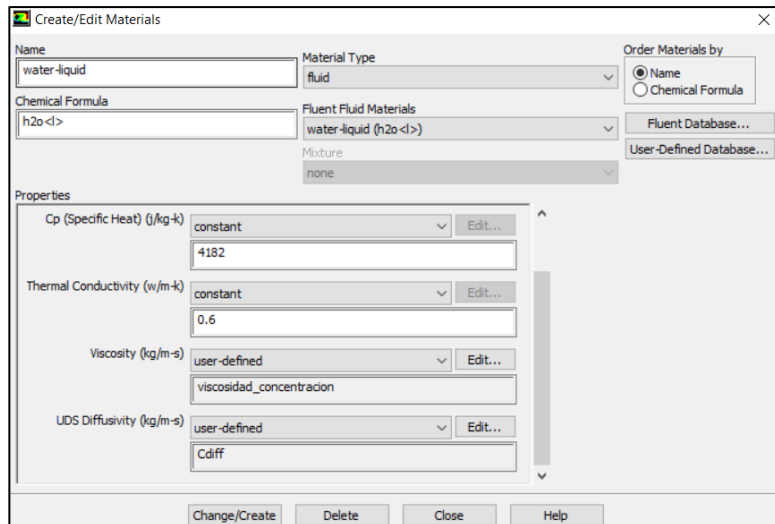 Create/Edit Materials
Name
water-liquid
Material Type
fluid
Order Materials by
Name
Chemical Formula
Chemical Formula
h2o<l>
Fluent Fluid Materials
water-liquid (h2o<l>)
Fluent Database...
User-Defined Database...
Mixture
none
Properties
Cp (Specific Heat) (j/kg-k) constant Edit...
4182
Thermal Conductivity (w/m-k) constant Edit...
0.6
Viscosity (kg/m-s) user-defined Edit...
viscosidad_concentracion
UDS Diffusivity (kg/m-s) user-defined Edit...
Cdiff
Change/Create Delete Close Help